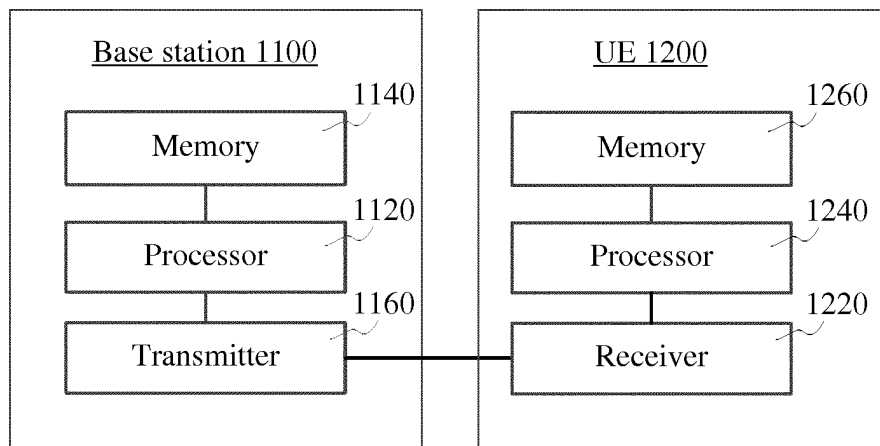 Base station 1100
1140
Memory
1120
Processor
1160
Transmitter
UE 1200
1260
Memory
1240
Processor
1220
Receiver